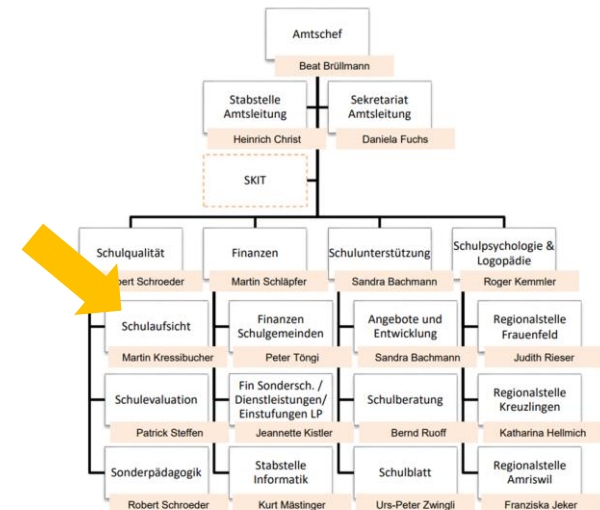 Amtschef
Beat Brüllmann
Stabstelle
Amtsleitung
Heinrich Christ
Sekretariat
Amtsleitung
Daniela Fuchs
SKIT
Schulqualität
Schroeder
Finanzen
Martin Schläpfer
Schulunterstützung
Sandra Bachmann
Schulpsychologie &
Logopädie
Roger Kemmler
Schulaufsicht
Martin Kressibucher
Finanzen
Schulgemeinden
Peter Töngi
Angebote und
Entwicklung
Sandra Bachmann
Regionalstelle
Frauenfeld
Judith Rieser
Schulevaluation
Patrick Steffen
Fin Sondersch. /
Dienstleistungen/
Einstufungen LP
Jeannette Kistler
Schulberatung
Bernd Ruoff
Regionalstelle
Kreuzlingen
Katharina Hellmich
Sonderpädagogik
Robert Schroeder
Stabstelle
Informatik
Kurt Mästinger
Schulblatt
Urs-Peter Zwingli
Regionalstelle
Amriswil
Franziska Jeker